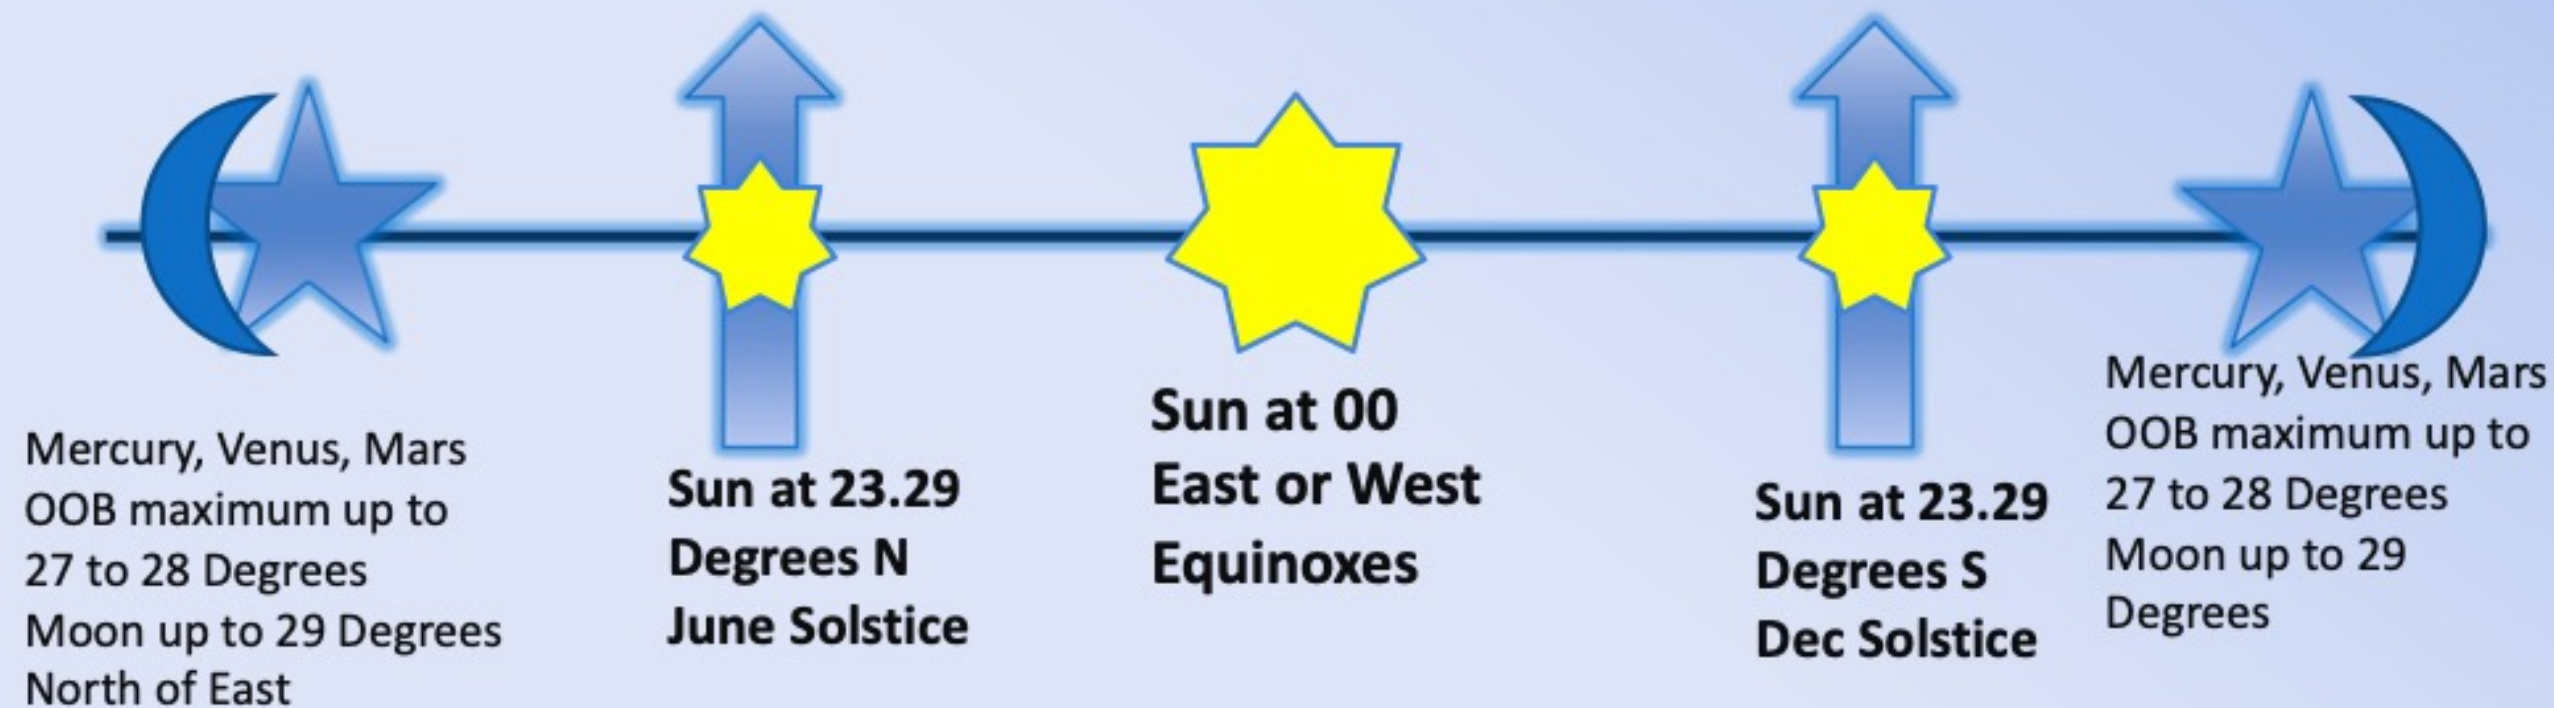 Mercury, Venus, Mars
OOB maximum up to
27 to 28 Degrees
Moon up to 29 Degrees
North of East
Sun at 23.29
Degrees N
June Solstice
Sun at 00
East or West
Equinoxes
Sun at 23.29
Degrees S
Dec Solstice
Mercury, Venus, Mars
OOB maximum up to
27 to 28 Degrees
Moon up to 29
Degrees